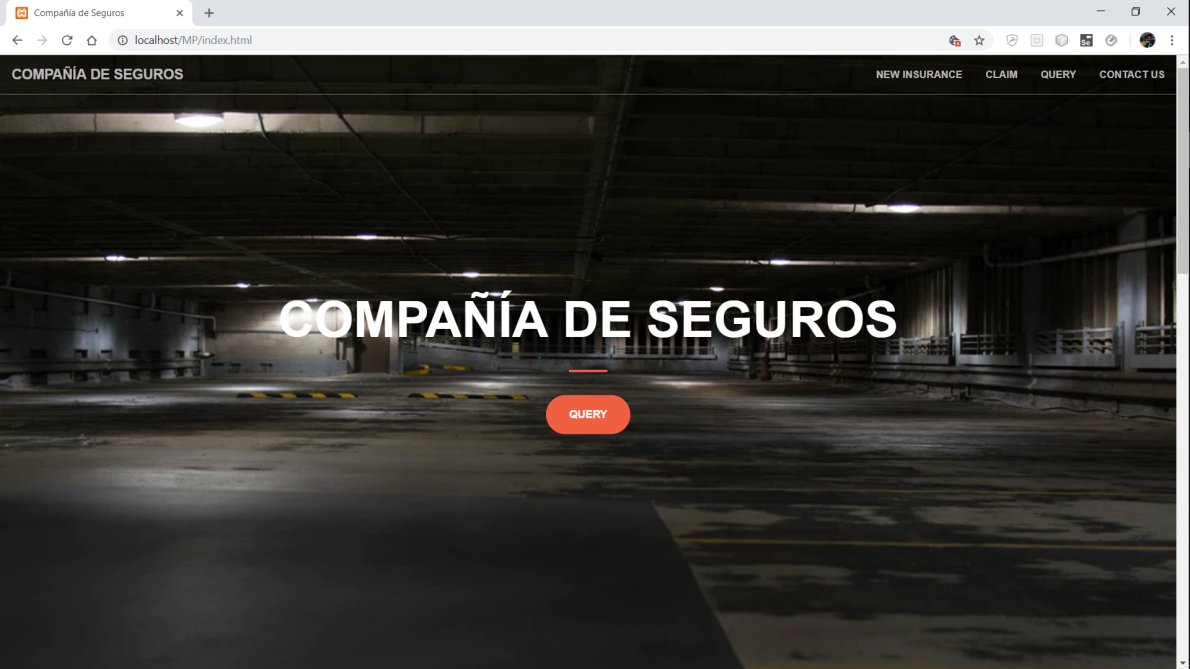 Compañía de Seguros
localhost/MP/index.html
Se
COMPAÑÍA DE SEGUROS
NEW INSURANCE CLAIM QUERY CONTACT US
COMPAÑÍA DE SEGUROS
QUERY